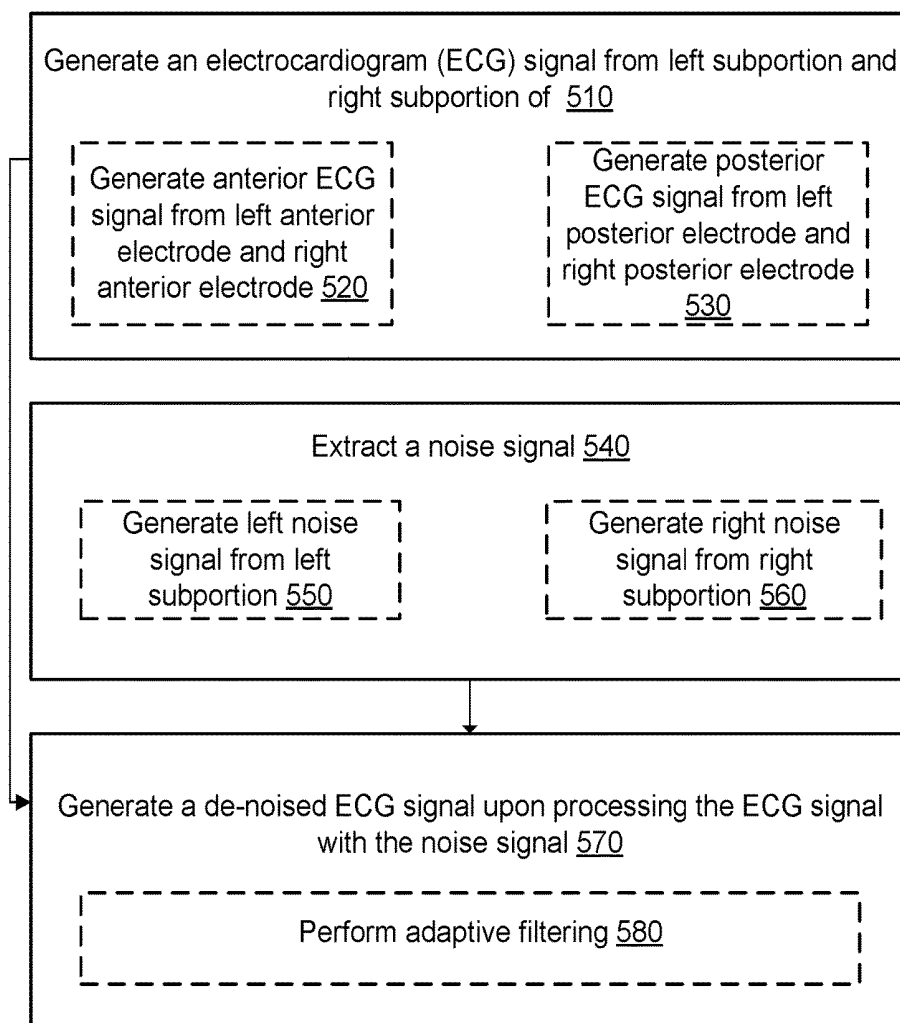 Generate an electrocardiogram (ECG) signal from left subportion and
right subportion of 510
Generate anterior ECG
signal from left anterior
electrode and right
anterior electrode 520
Generate posterior
ECG signal from left
posterior electrode and
right posterior electrode
530
Extract a noise signal 540
Generate left noise
signal from left
subportion 550
Generate right noise
signal from right
subportion 560
Generate a de-noised ECG signal upon processing the ECG signal
with the noise signal 570
Perform adaptive filtering 580